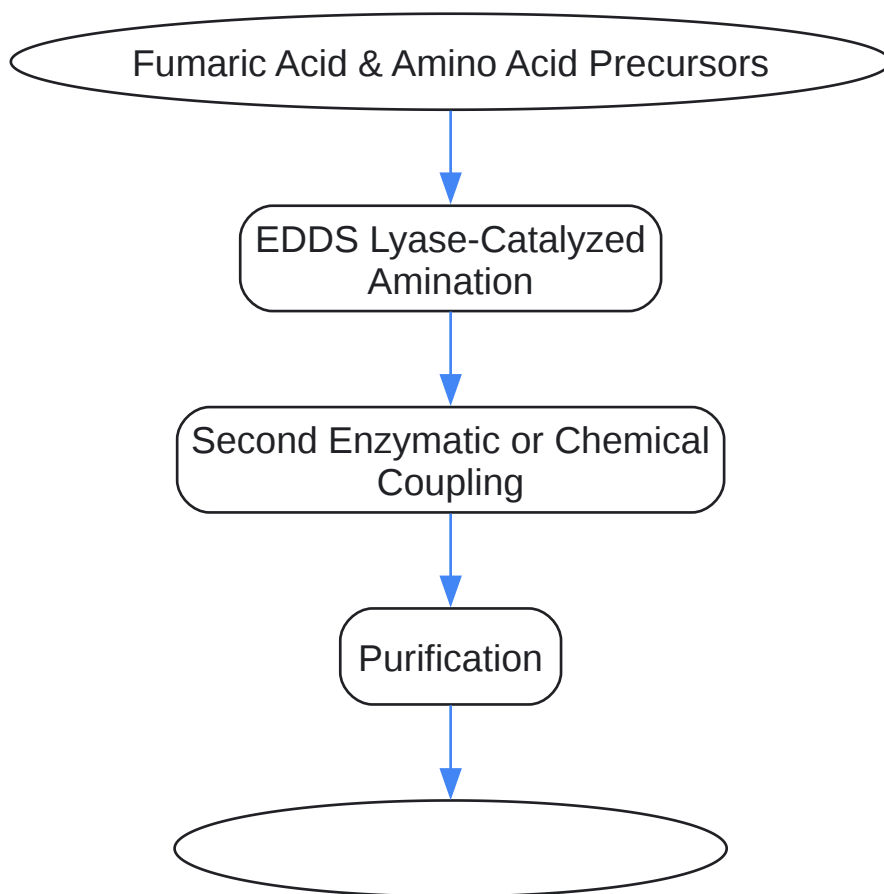 Fumaric Acid & Amino Acid Precursors
EDDS Lyase-Catalyzed
Amination
Second Enzymatic or Chemical
Coupling
Purification